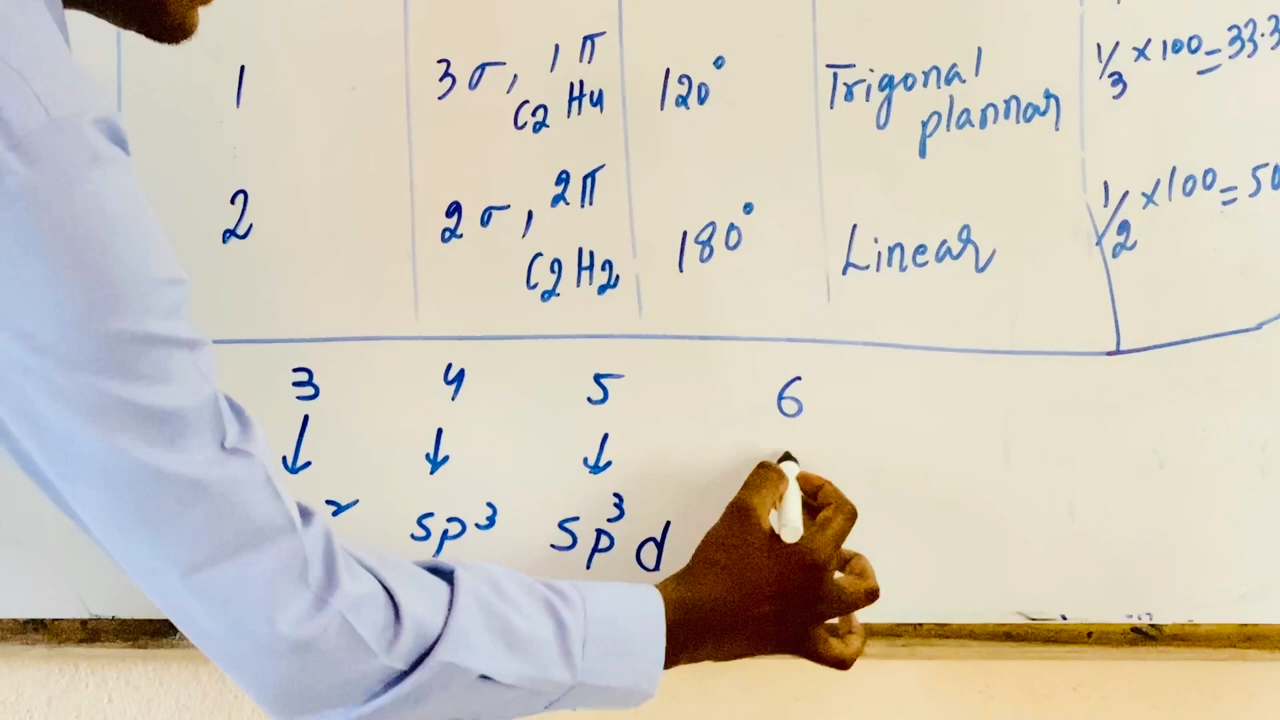 1 3σ, 1π 120° Trigonal 1/3 × 100 = 33.3
C2H4 plannar
2 2σ, 2π 180° Linear 1/2 × 100 = 50
C2H2
3 4 5 6
↓ ↓ ↓
2 sp³ sp³d